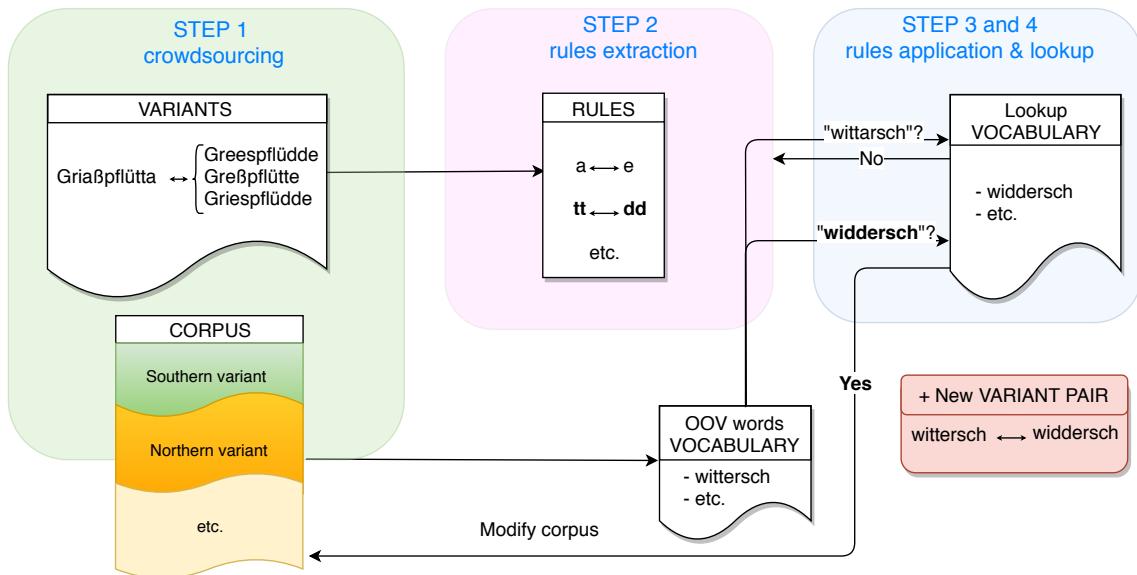 STEP 1
crowdsourcing
VARIANTS
Griaßpflütta
Greespflüdde
Greßpflütte
Griespflüdde
CORPUS
Southern variant
Northern variant
etc.
STEP 2
rules extraction
RULES
a ↔ e
tt ↔ dd
etc.
OOV words
VOCABULARY
- wittersch
- etc.
STEP 3 and 4
rules application & lookup
"wittarsch"?
No
"widdersch"?
Lookup
VOCABULARY
- widdersch
- etc.
Yes
Modify corpus
+ New VARIANT PAIR
wittersch ↔ widdersch